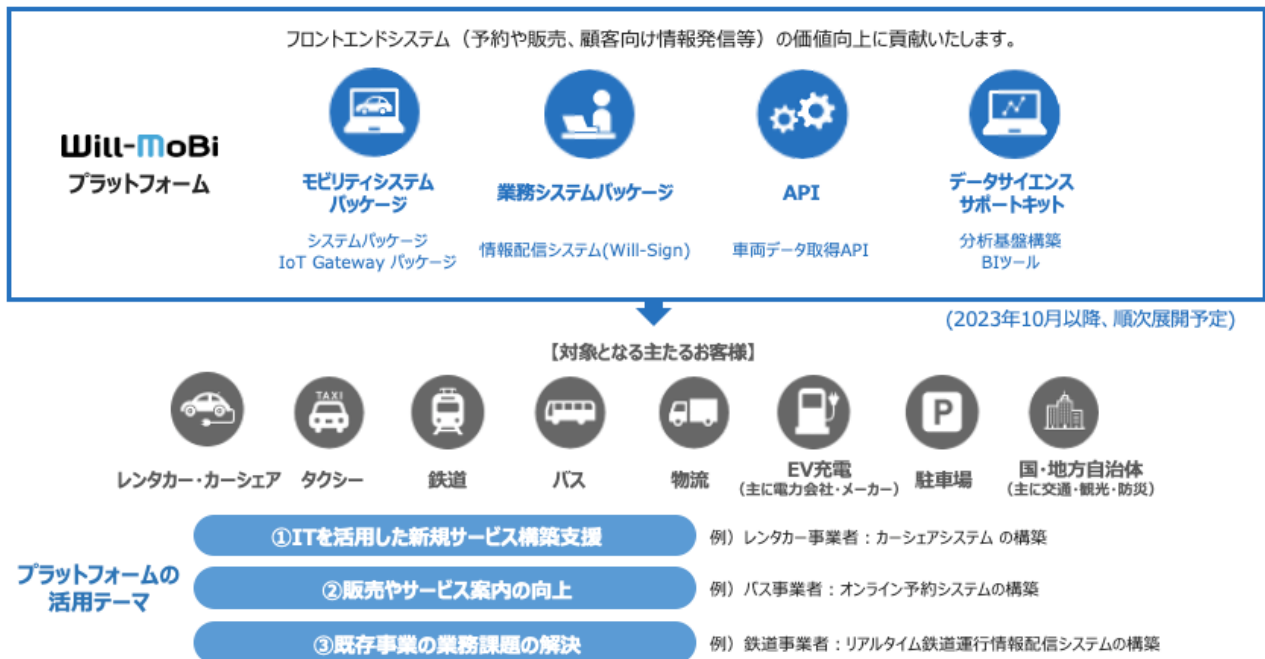 フロントエンドシステム（予約や販売、顧客向け情報発信等）の価値向上に貢献いたします。
Will-MoBi
プラットフォーム
モビリティシステム
パッケージ
システムパッケージ
IoT Gateway パッケージ
業務システムパッケージ
情報配信システム(Will-Sign)
API
車両データ取得API
データサイエンス
サポートキット
分析基盤構築
BIツール
(2023年10月以降、順次展開予定)
【対象となる主たるお客様】
TAXI
P
レンタカー・カーシェア
タクシー
鉄道
バス
物流
EV充電
（主に電力会社・メーカー）
駐車場
国・地方自治体
（主に交通・観光・防災）
プラットフォームの
活用テーマ
①ITを活用した新規サービス構築支援
例）レンタカー事業者：カーシェアシステム の構築
②販売やサービス案内の向上
例）バス事業者：オンライン予約システムの構築
③既存事業の業務課題の解決
例）鉄道事業者：リアルタイム鉄道運行情報配信システムの構築